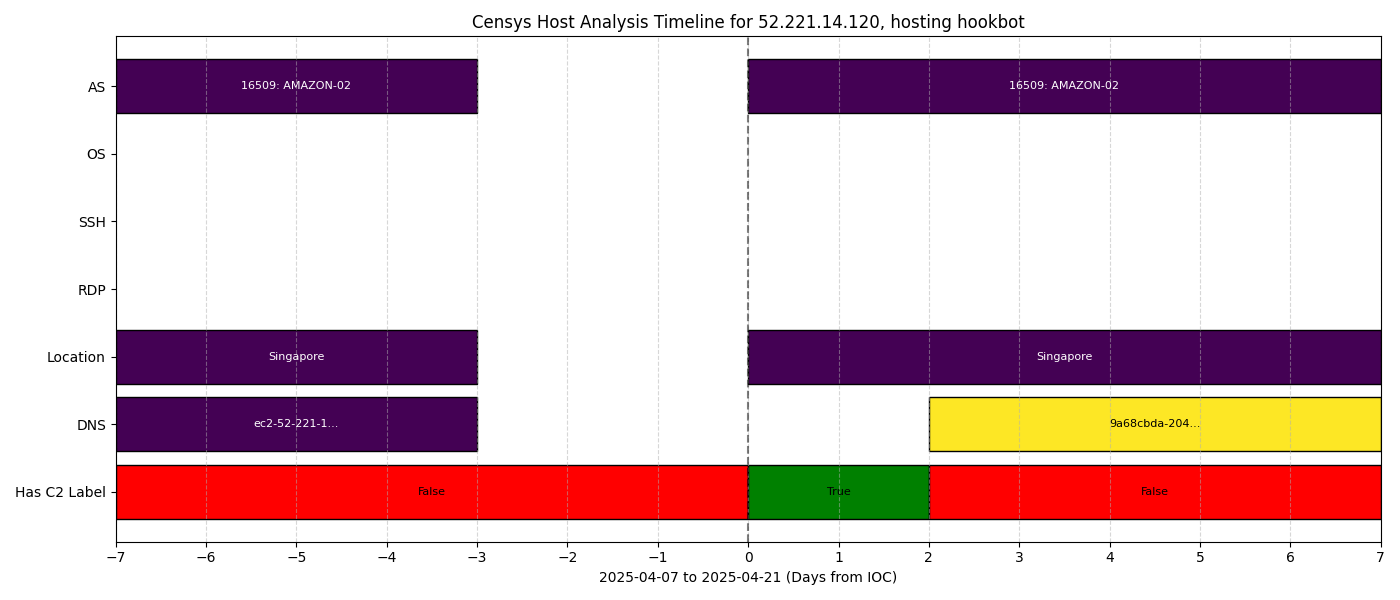 Censys Host Analysis Timeline for 52.221.14.120, hosting hookbot
AS
16509: AMAZON-02
16509: AMAZON-02
OS
SSH
RDP
Location
Singapore
Singapore
DNS
ec2-52-221-1...
9a68cbda-204...
Has C2 Label
False
True
False
−7 −6 −5 −4 −3 −2 −1 0 1 2 3 4 5 6 7
2025-04-07 to 2025-04-21 (Days from IOC)